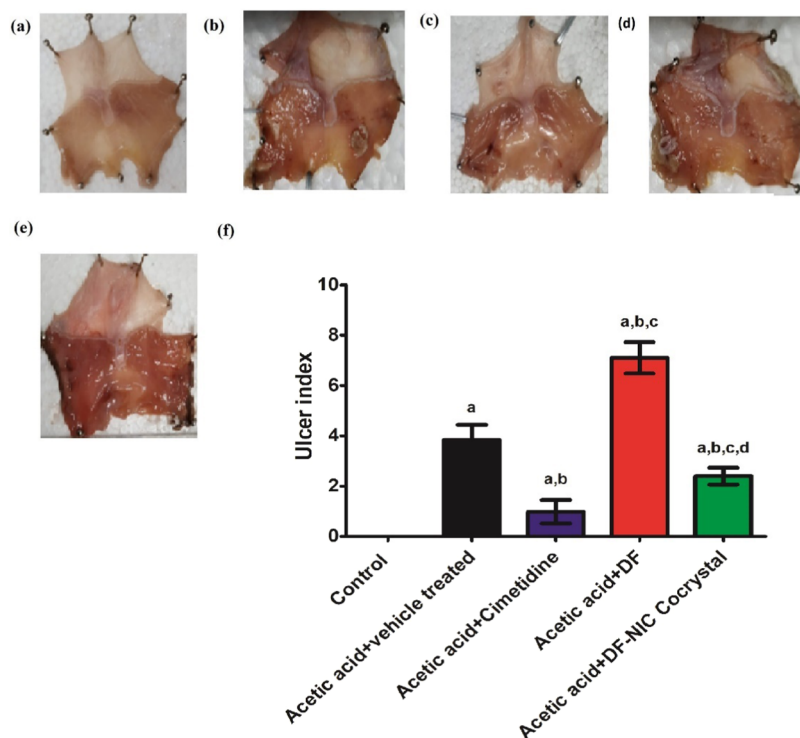 (a)
(b)
(c)
(d)
(e)
(f)
10
8
6
4
2
0
Ulcer index
a
a,b
a,b,c
a,b,c,d
Control
Acetic acid+vehicle treated
Acetic acid+Cimetidine
Acetic acid+DF
Acetic acid+DF-NIC Cocrystal